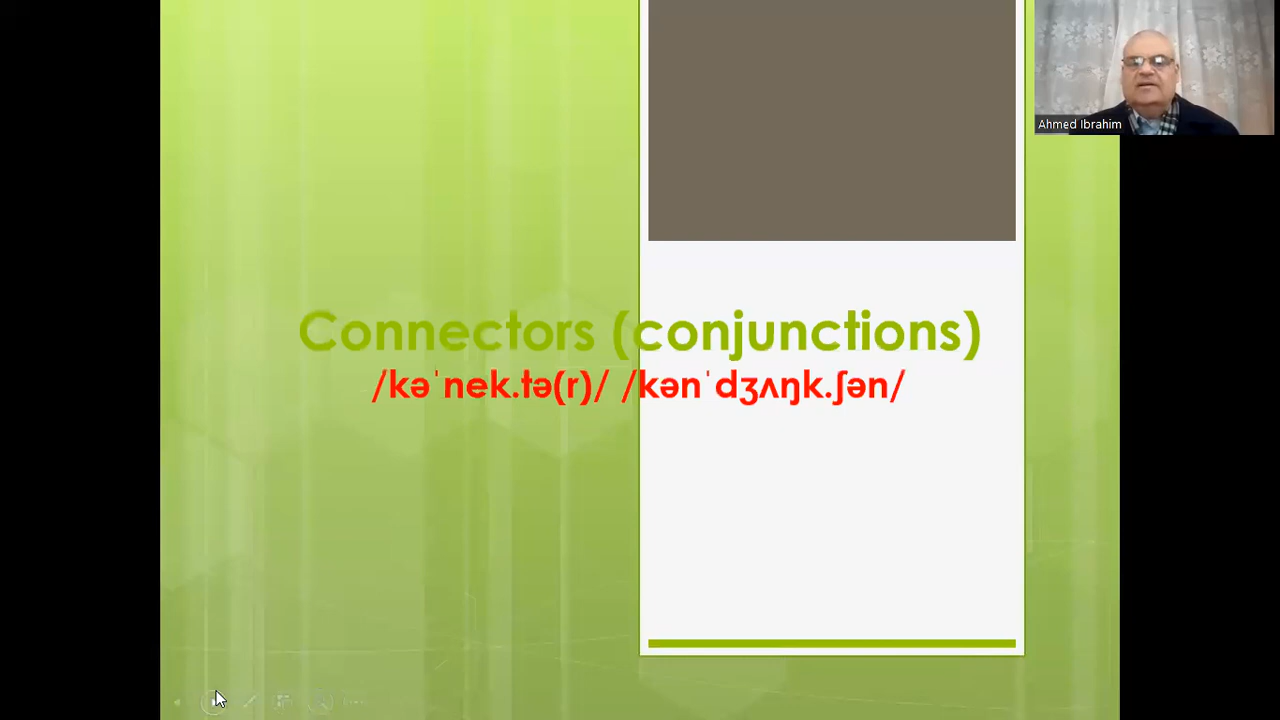 Ahmed Ibrahim
Connectors (conjunctions)
/kəˈnek.tə(r)/ /kənˈdʒʌŋk.ʃən/